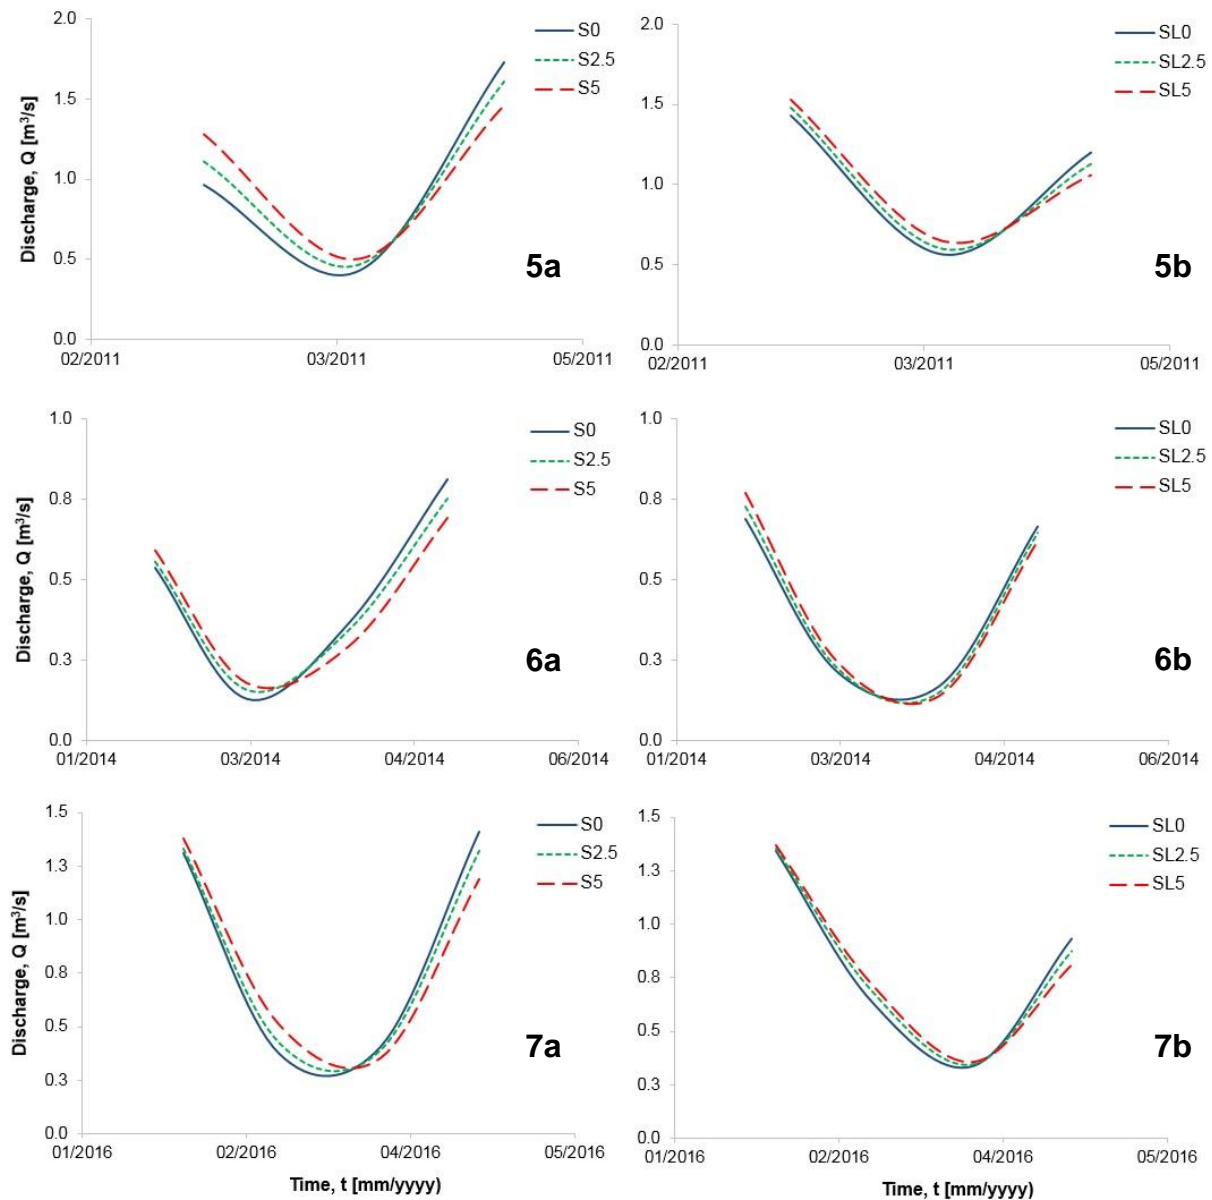 2.0
1.5
1.0
0.5
0.0
Discharge, Q [m³/s]
02/2011
03/2011
05/2011
S0
S2.5
S5
5a
2.0
1.5
1.0
0.5
0.0
02/2011
03/2011
05/2011
SL0
SL2.5
SL5
5b
1.0
0.8
0.5
0.3
0.0
Discharge, Q [m³/s]
01/2014
03/2014
04/2014
06/2014
S0
S2.5
S5
6a
1.0
0.8
0.5
0.3
0.0
01/2014
03/2014
04/2014
06/2014
SL0
SL2.5
SL5
6b
1.5
1.3
1.0
0.8
0.5
0.3
0.0
Discharge, Q [m³/s]
01/2016
02/2016
04/2016
05/2016
Time, t [mm/yyyy)
S0
S2.5
S5
7a
1.5
1.3
1.0
0.8
0.5
0.3
0.0
01/2016
02/2016
04/2016
05/2016
Time, t [mm/yyyy)
SL0
SL2.5
SL5
7b